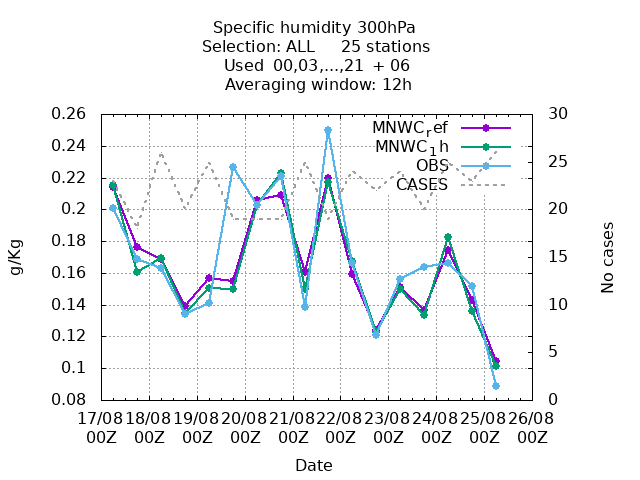 Specific humidity 300hPa
Selection: ALL 25 stations
Used 00,03,...,21 + 06
Averaging window: 12h
0.26
0.24
0.22
0.2
0.18
0.16
0.14
0.12
0.1
0.08
30
25
20
15
10
5
0
MNWC_ref
MNWC_1h
OBS
CASES
g/Kg
No cases
17/08 18/08 19/08 20/08 21/08 22/08 23/08 24/08 25/08 26/08
00Z 00Z 00Z 00Z 00Z 00Z 00Z 00Z 00Z 00Z
Date